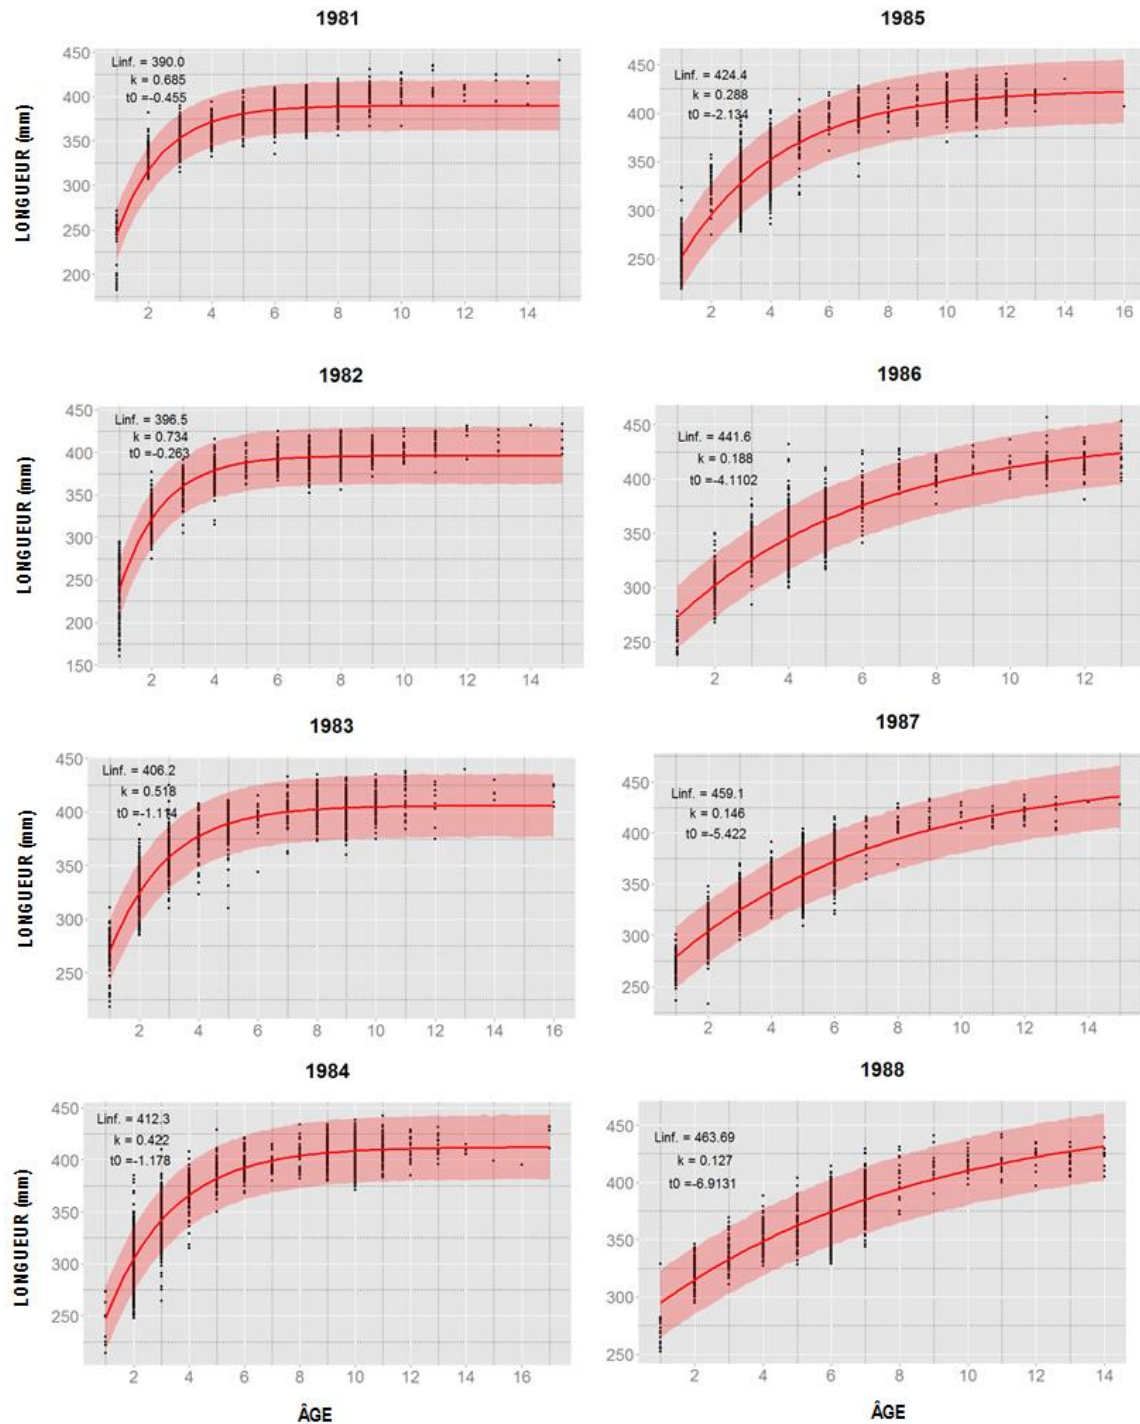 1981
LONGUEUR (mm)
450
400
350
300
250
200
Linf. = 390.0
k = 0.685
t0 =-0.455
2 4 6 8 10 12 14
1985
450
400
350
300
250
Linf. = 424.4
k = 0.288
t0 =-2.134
2 4 6 8 10 12 14 16
1982
LONGUEUR (mm)
450
400
350
300
250
200
150
Linf. = 396.5
k = 0.734
t0 =-0.263
2 4 6 8 10 12 14
1986
450
400
350
300
250
Linf. = 441.6
k = 0.188
t0 =-4.1102
2 4 6 8 10 12
1983
LONGUEUR (mm)
450
400
350
300
250
Linf. = 406.2
k = 0.518
t0 =-1.114
2 4 6 8 10 12 14 16
1987
450
400
350
300
250
Linf. = 459.1
k = 0.146
t0 =-5.422
2 4 6 8 10 12 14
1984
LONGUEUR (mm)
450
400
350
300
250
Linf. = 412.3
k = 0.422
t0 =-1.178
2 4 6 8 10 12 14 16
ÂGE
1988
450
400
350
300
250
Linf. = 463.69
k = 0.127
t0 =-6.9131
2 4 6 8 10 12 14
ÂGE